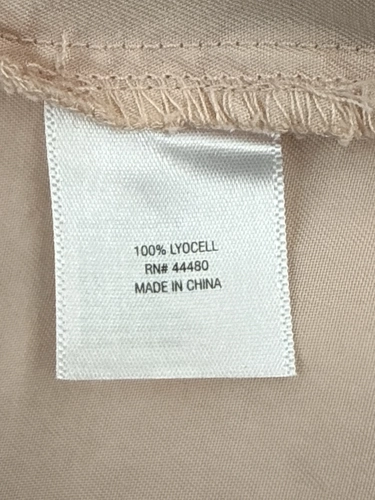 100% LYOCELL
RN# 44480
MADE IN CHINA